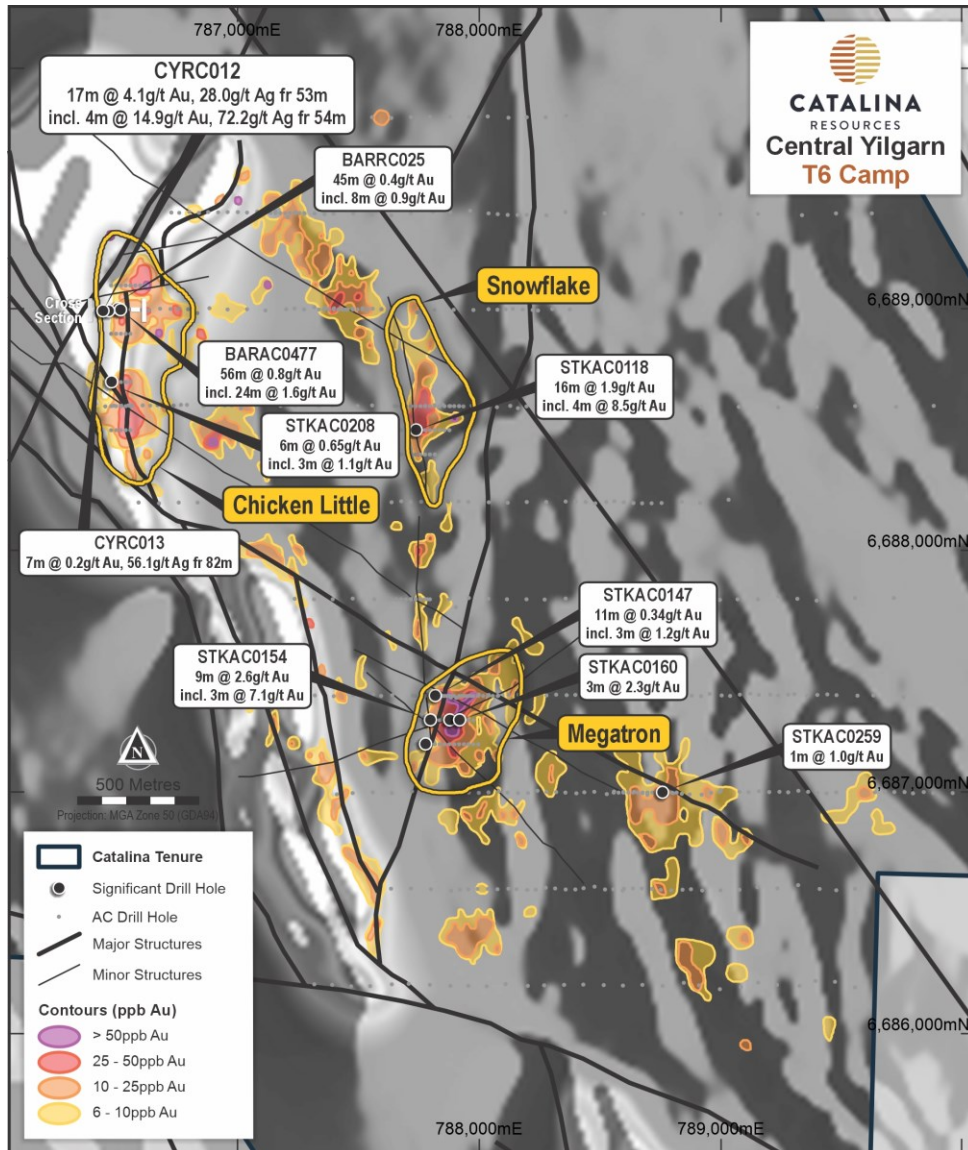 787,000mE
788,000mE
CATALINA
RESOURCES
Central Yilgarn
T6 Camp
CYRC012
17m @ 4.1g/t Au, 28.0g/t Ag fr 53m
incl. 4m @ 14.9g/t Au, 72.2g/t Ag fr 54m
BARRC025
45m @ 0.4g/t Au
incl. 8m @ 0.9g/t Au
Snowflake
6,689,000mN
Cross
Section
BARAC0477
56m @ 0.8g/t Au
incl. 24m @ 1.6g/t Au
STKAC0118
16m @ 1.9g/t Au
incl. 4m @ 8.5g/t Au
STKAC0208
6m @ 0.65g/t Au
incl. 3m @ 1.1g/t Au
Chicken Little
CYRC013
7m @ 0.2g/t Au, 56.1g/t Ag fr 82m
6,688,000mN
STKAC0147
11m @ 0.34g/t Au
incl. 3m @ 1.2g/t Au
STKAC0154
9m @ 2.6g/t Au
incl. 3m @ 7.1g/t Au
STKAC0160
3m @ 2.3g/t Au
Megatron
STKAC0259
1m @ 1.0g/t Au
N
500 Metres
Projection: MGA Zone 50 (GDA94)
6,687,000mN
Catalina Tenure
Significant Drill Hole
AC Drill Hole
Major Structures
Minor Structures
Contours (ppb Au)
> 50ppb Au
25 - 50ppb Au
10 - 25ppb Au
6 - 10ppb Au
6,686,000mN
788,000mE
789,000mE